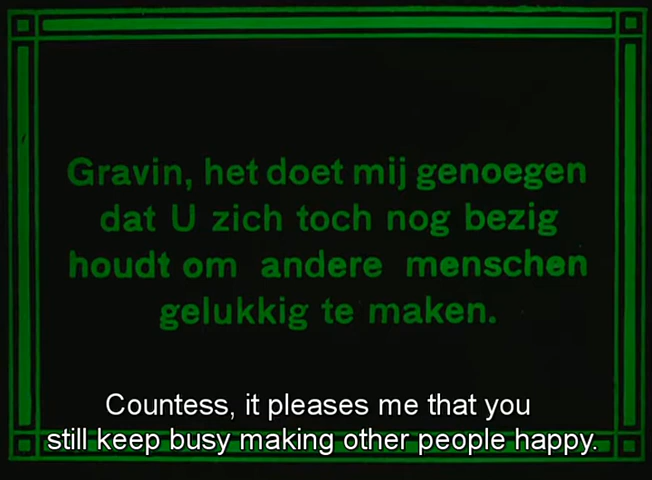 Gravin, het doet mij genoegen
dat U zich toch nog bezig
houdt om andere menschen
gelukkig te maken.
Countess, it pleases me that you
still keep busy making other people happy.